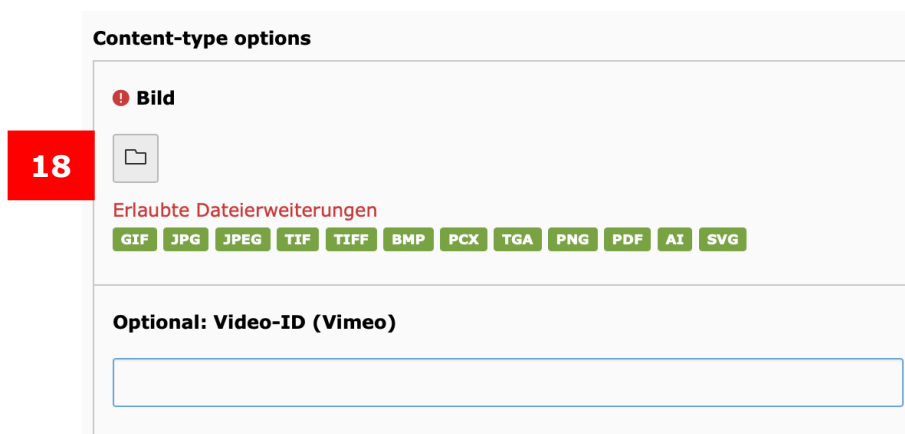 Content-type options
Bild
18
Erlaubte Dateierweiterungen
GIF JPG JPEG TIF TIFF BMP PCX TGA PNG PDF AI SVG
Optional: Video-ID (Vimeo)